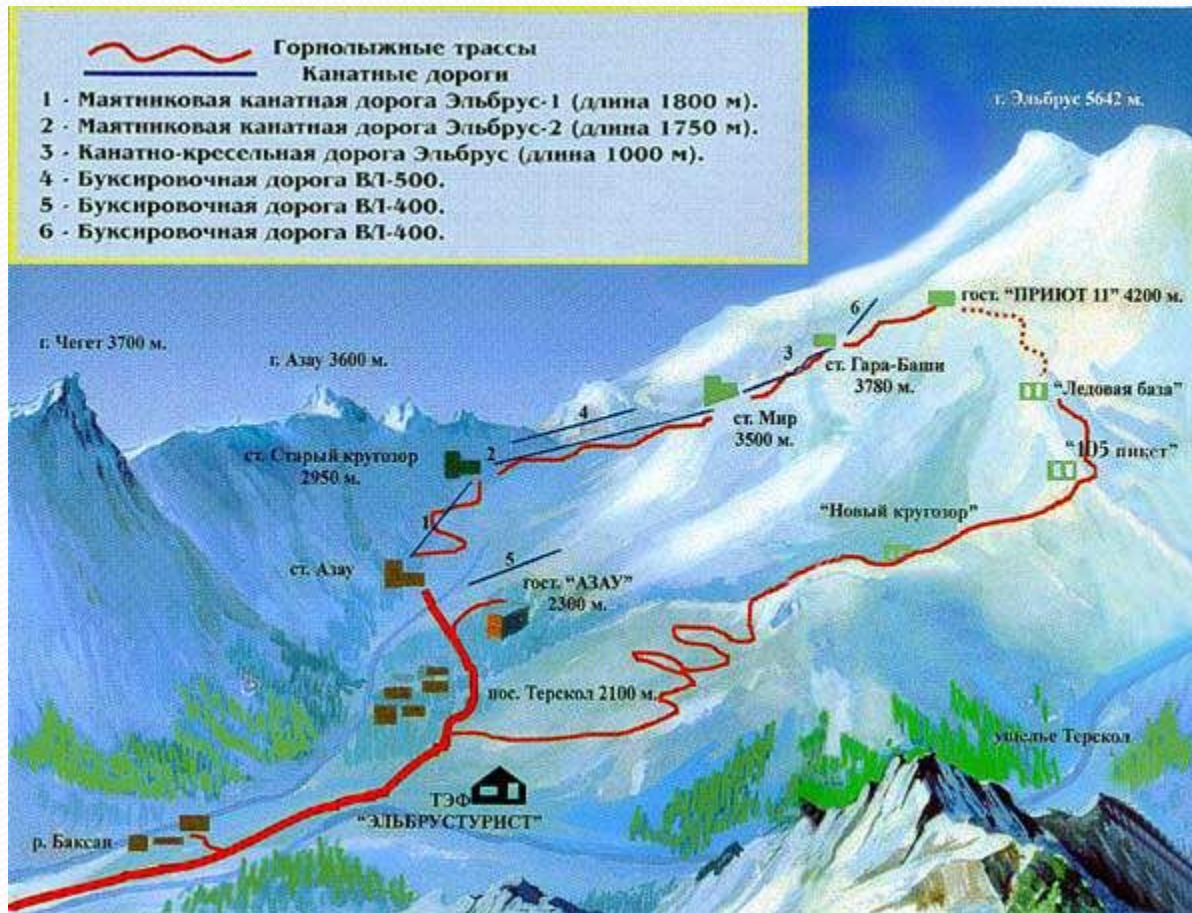 Горнолыжные трассы
Канатные дороги
1 - Маятниковая канатная дорога Эльбрус-1 (длина 1800 м).
2 - Маятниковая канатная дорога Эльбрус-2 (длина 1750 м).
3 - Канатно-кресельная дорога Эльбрус (длина 1000 м).
4 - Буксировочная дорога ВЛ-500.
5 - Буксировочная дорога ВЛ-400.
6 - Буксировочная дорога ВЛ-400.
г. Эльбрус 5642 м.
6
гост. "ПРИЮТ 11" 4200 м.
г. Чегет 3700 м.
г. Азау 3600 м.
3
ст. Гара-Баши
3780 м.
"Ледовая база"
4
ст. Мир
3500 м.
2
ст. Старый кругозор
2950 м.
"105 пикет"
"Новый кругозор"
1
5
ст. Азау
гост. "АЗАУ"
2300 м.
пос. Терскол 2100 м.
ущелье Терскол
ТЭФ
"ЭЛЬБРУСТУРИСТ"
р. Баксан